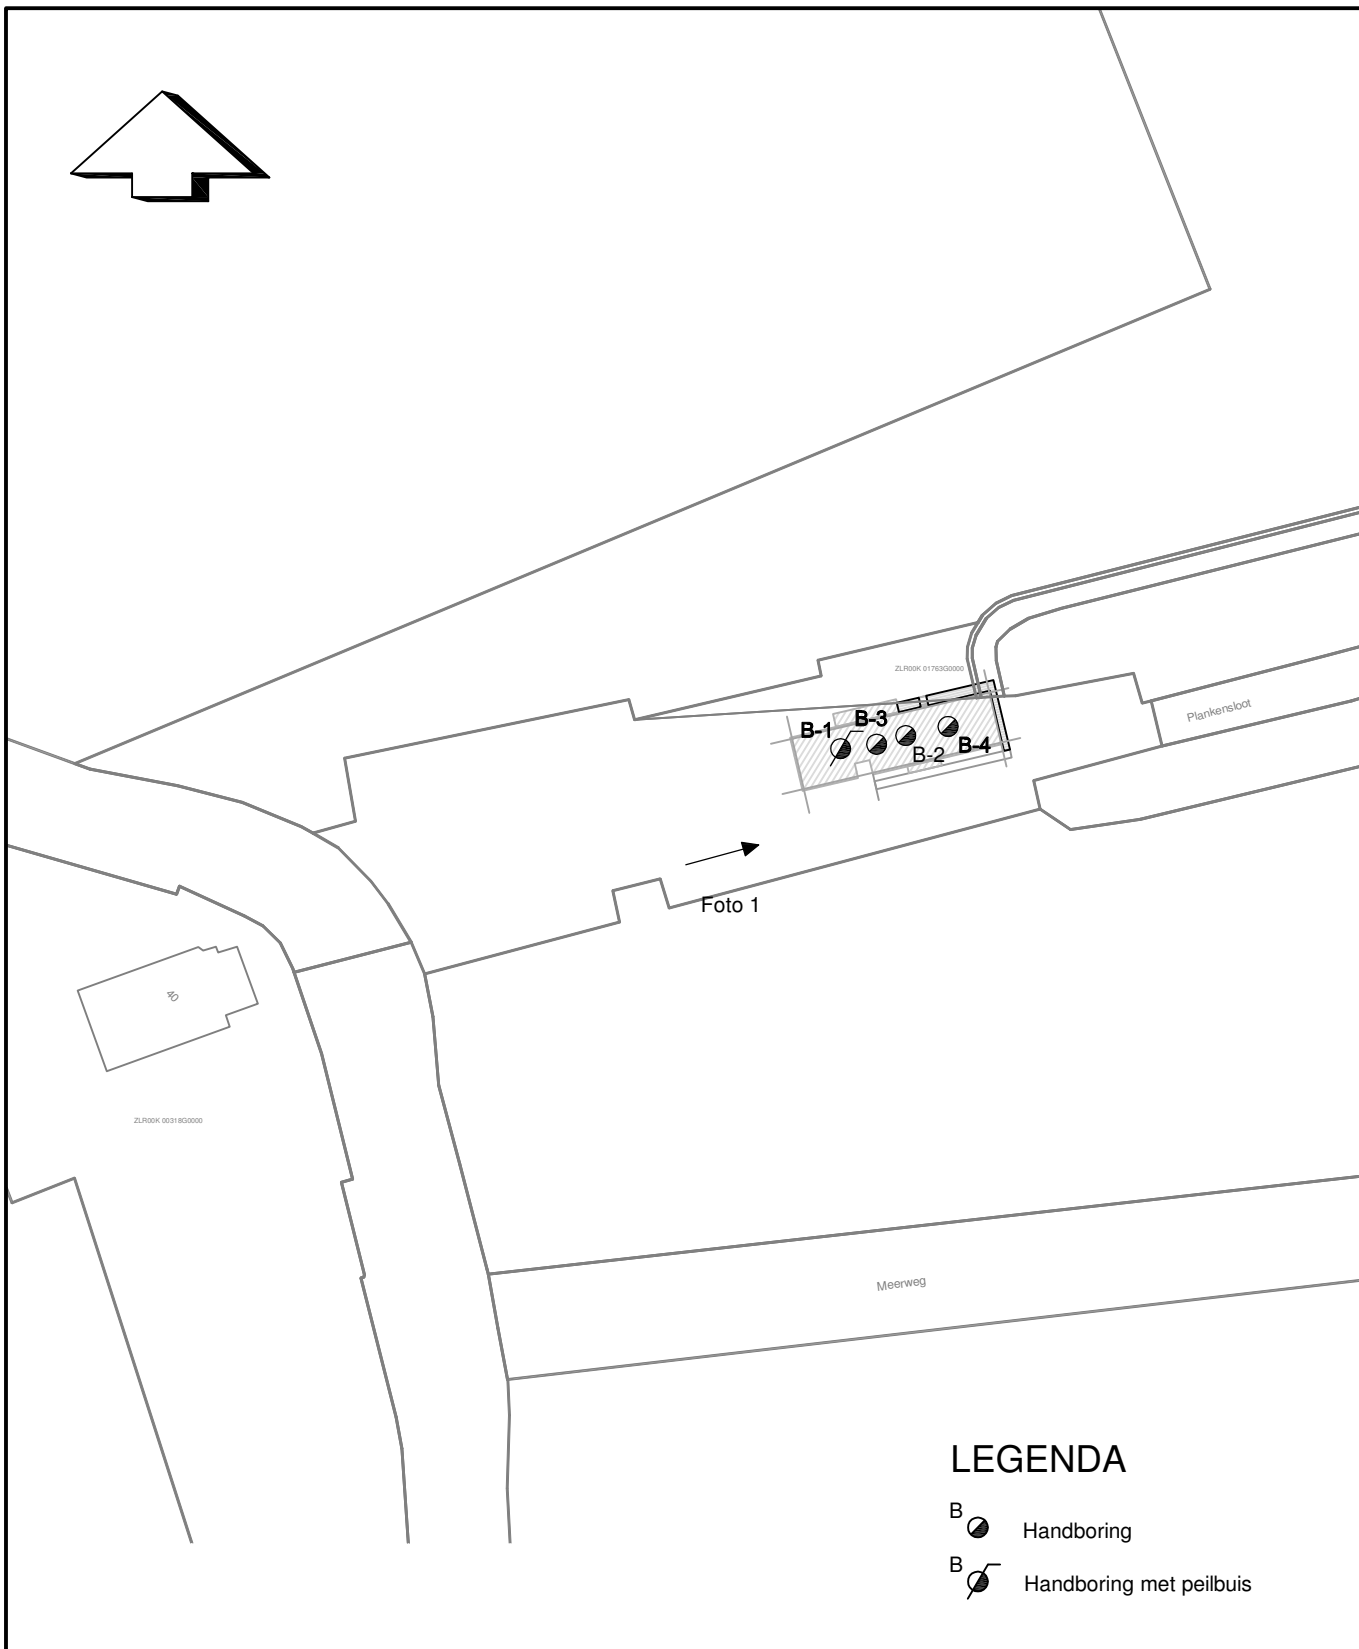 ZLR00K 01763G0000
Plankensloot
B-1
B-3
B-2
B-4
Foto 1
40
ZLR00K 00318G0000
Meerweg
LEGENDA
B
Handboring
B
Handboring met peilbuis